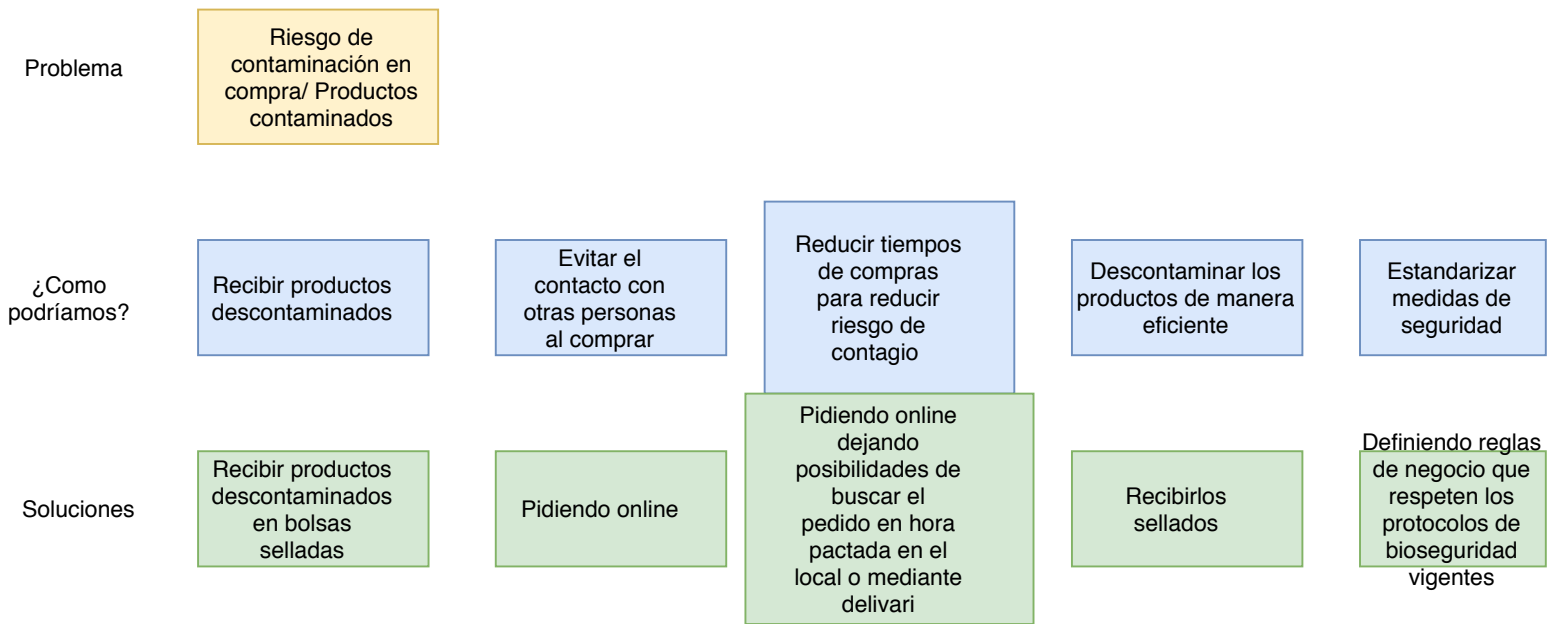 Problema
Riesgo de
contaminación en
compra/ Productos
contaminados
¿Como
podríamos?
Recibir productos
descontaminados
Evitar el
contacto con
otras personas
al comprar
Reducir tiempos
de compras
para reducir
riesgo de
contagio
Descontaminar los
productos de manera
eficiente
Estandarizar
medidas de
seguridad
Soluciones
Recibir productos
descontaminados
en bolsas
selladas
Pidiendo online
Pidiendo online
dejando
posibilidades de
buscar el
pedido en hora
pactada en el
local o mediante
delivari
Recibirlos
sellados
Definiendo reglas
de negocio que
respeten los
protocolos de
bioseguridad
vigentes